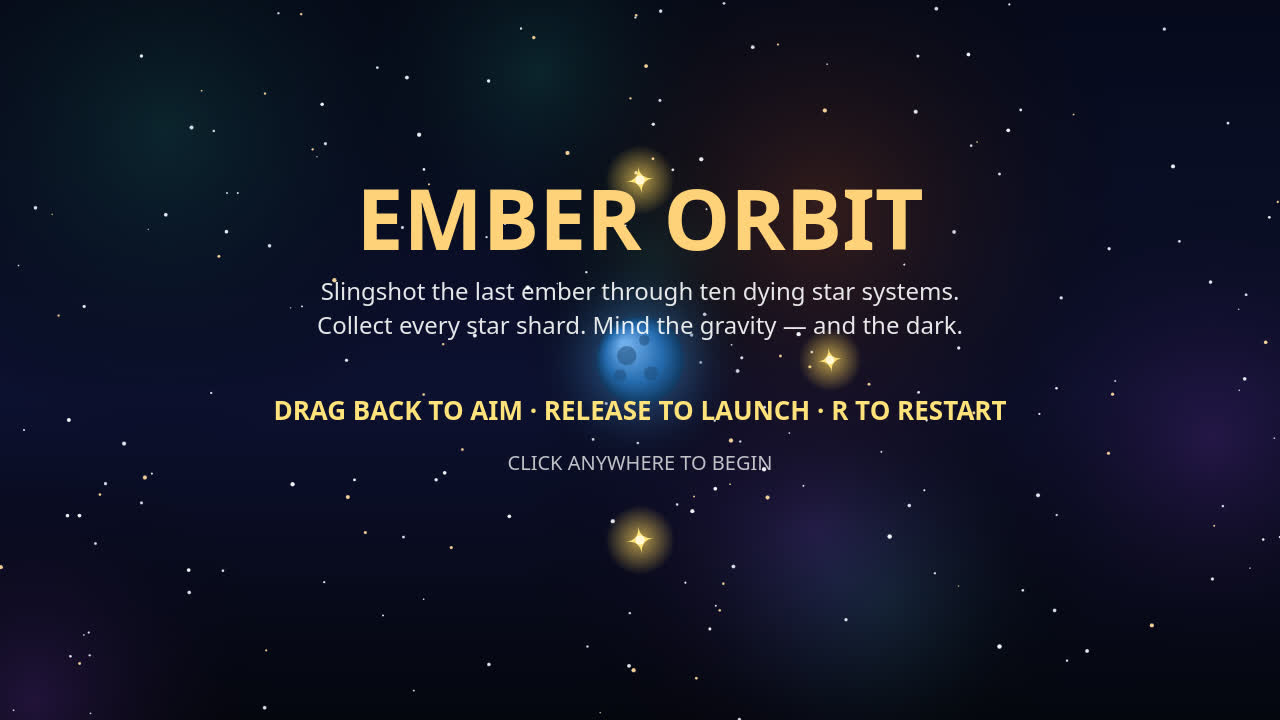 EMBER ORBIT
Slingshot the last ember through ten dying star systems.
Collect every star shard. Mind the gravity — and the dark.
DRAG BACK TO AIM · RELEASE TO LAUNCH · R TO RESTART
CLICK ANYWHERE TO BEGIN